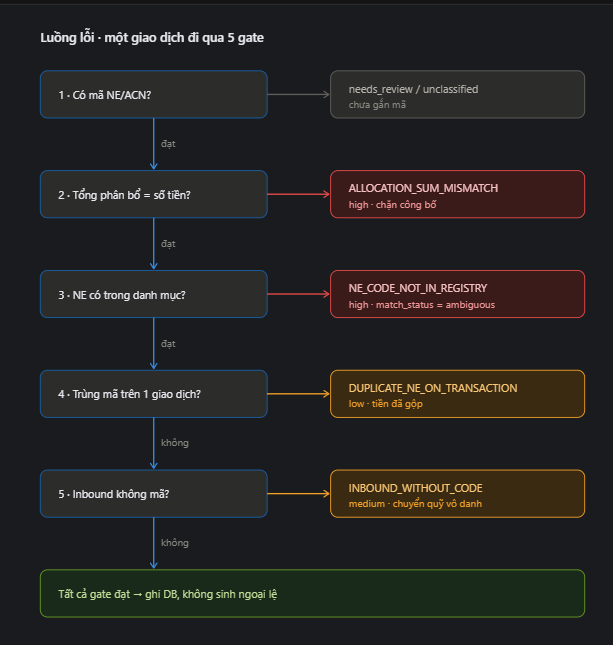 Luồng lỗi · một giao dịch đi qua 5 gate
1 · Có mã NE/ACN?
needs_review / unclassified
chưa gắn mã
đạt
2 · Tổng phân bổ = số tiền?
ALLOCATION_SUM_MISMATCH
high · chặn công bố
đạt
3 · NE có trong danh mục?
NE_CODE_NOT_IN_REGISTRY
high · match_status = ambiguous
đạt
4 · Trùng mã trên 1 giao dịch?
DUPLICATE_NE_ON_TRANSACTION
low · tiền đã gộp
không
5 · Inbound không mã?
INBOUND_WITHOUT_CODE
medium · chuyển quỹ vô danh
không
Tất cả gate đạt → ghi DB, không sinh ngoại lệ